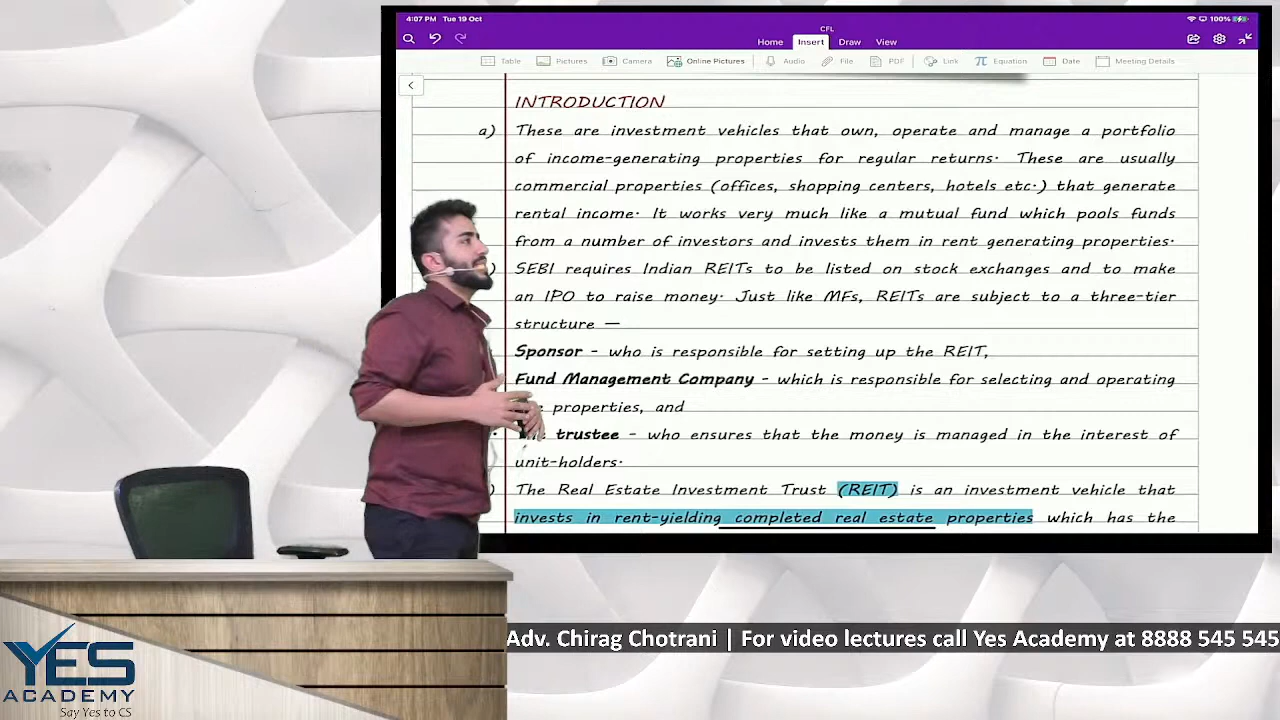 4:07 PM Tue 19 Oct
100%
CFL
Home Insert Draw View
Table Pictures Camera Online Pictures Audio File PDF Link Equation Date Meeting Details
INTRODUCTION
a) These are investment vehicles that own, operate and manage a portfolio
of income-generating properties for regular returns. These are usually
commercial properties (offices, shopping centers, hotels etc.) that generate
rental income. It works very much like a mutual fund which pools funds
from a number of investors and invests them in rent generating properties.
SEBI requires Indian REITs to be listed on stock exchanges and to make
an IPO to raise money. Just like MFs, REITs are subject to a three-tier
structure —
Sponsor - who is responsible for setting up the REIT,
Fund Management Company - which is responsible for selecting and operating
properties, and
trustee - who ensures that the money is managed in the interest of
unit-holders.
The Real Estate Investment Trust (REIT) is an investment vehicle that
invests in rent-yielding completed real estate properties which has the
Adv. Chirag Chotrani | For video lectures call Yes Academy at 8888 545 545
YES
ACADEMY
Say Yes to CS